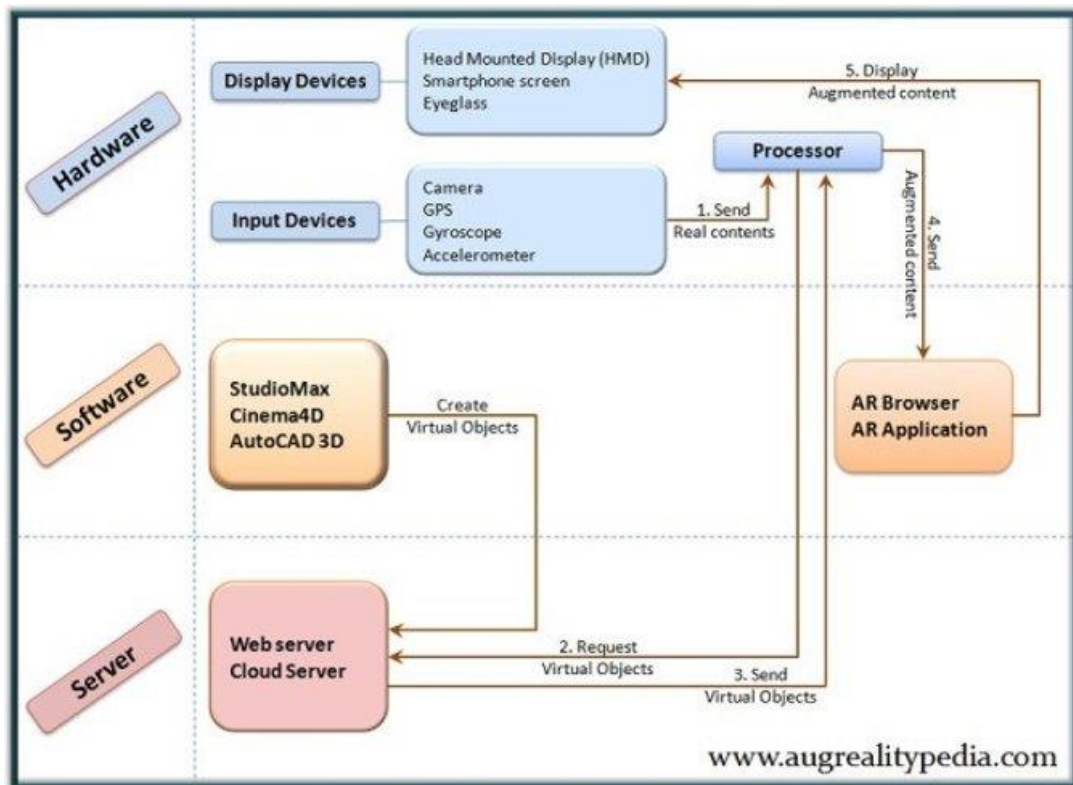 Hardware
Display Devices
Head Mounted Display (HMD)
Smartphone screen
Eyeglass
5. Display
Augmented content
Processor
Input Devices
Camera
GPS
Gyroscope
Accelerometer
1. Send
Real contents
4. Send
Augmented content
Software
StudioMax
Cinema4D
AutoCAD 3D
Create
Virtual Objects
AR Browser
AR Application
Server
Web server
Cloud Server
2. Request
Virtual Objects
3. Send
Virtual Objects
www.augrealitypedia.com